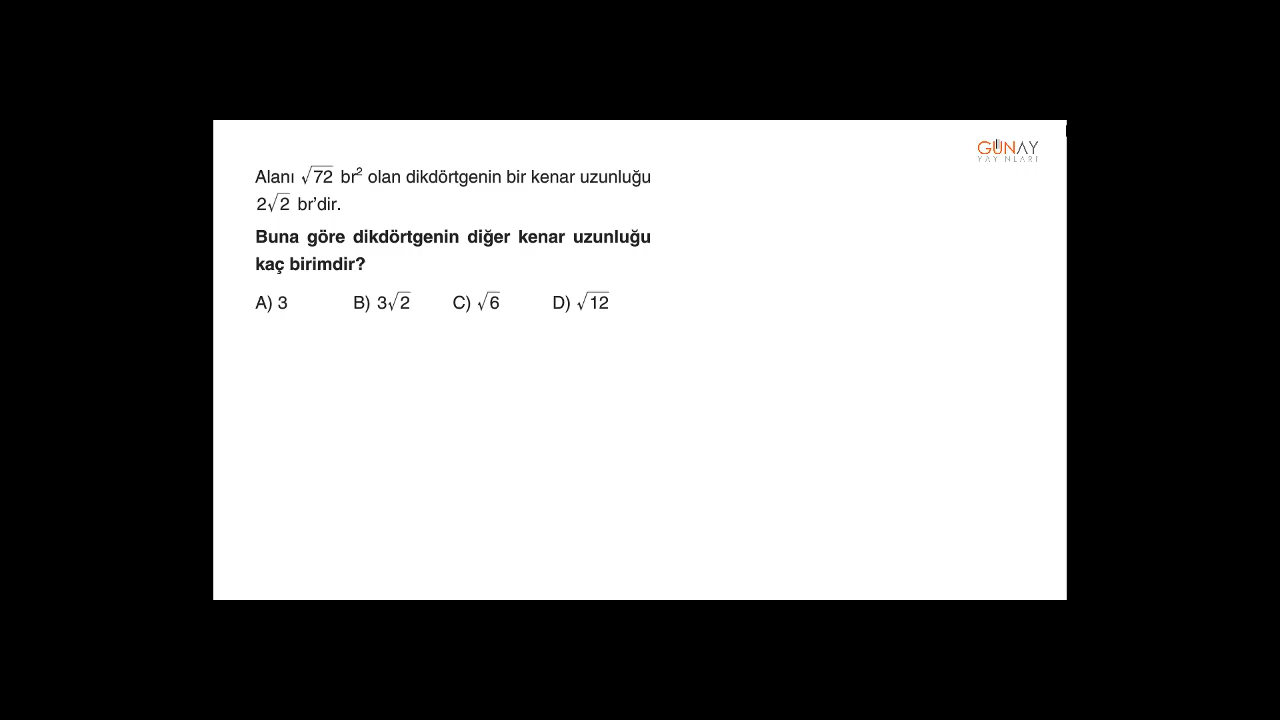 GÜNAY
YAYINLARI
Alanı √72 br² olan dikdörtgenin bir kenar uzunluğu
2√2 br'dir.
Buna göre dikdörtgenin diğer kenar uzunluğu
kaç birimdir?
A) 3 B) 3√2 C) √6 D) √12